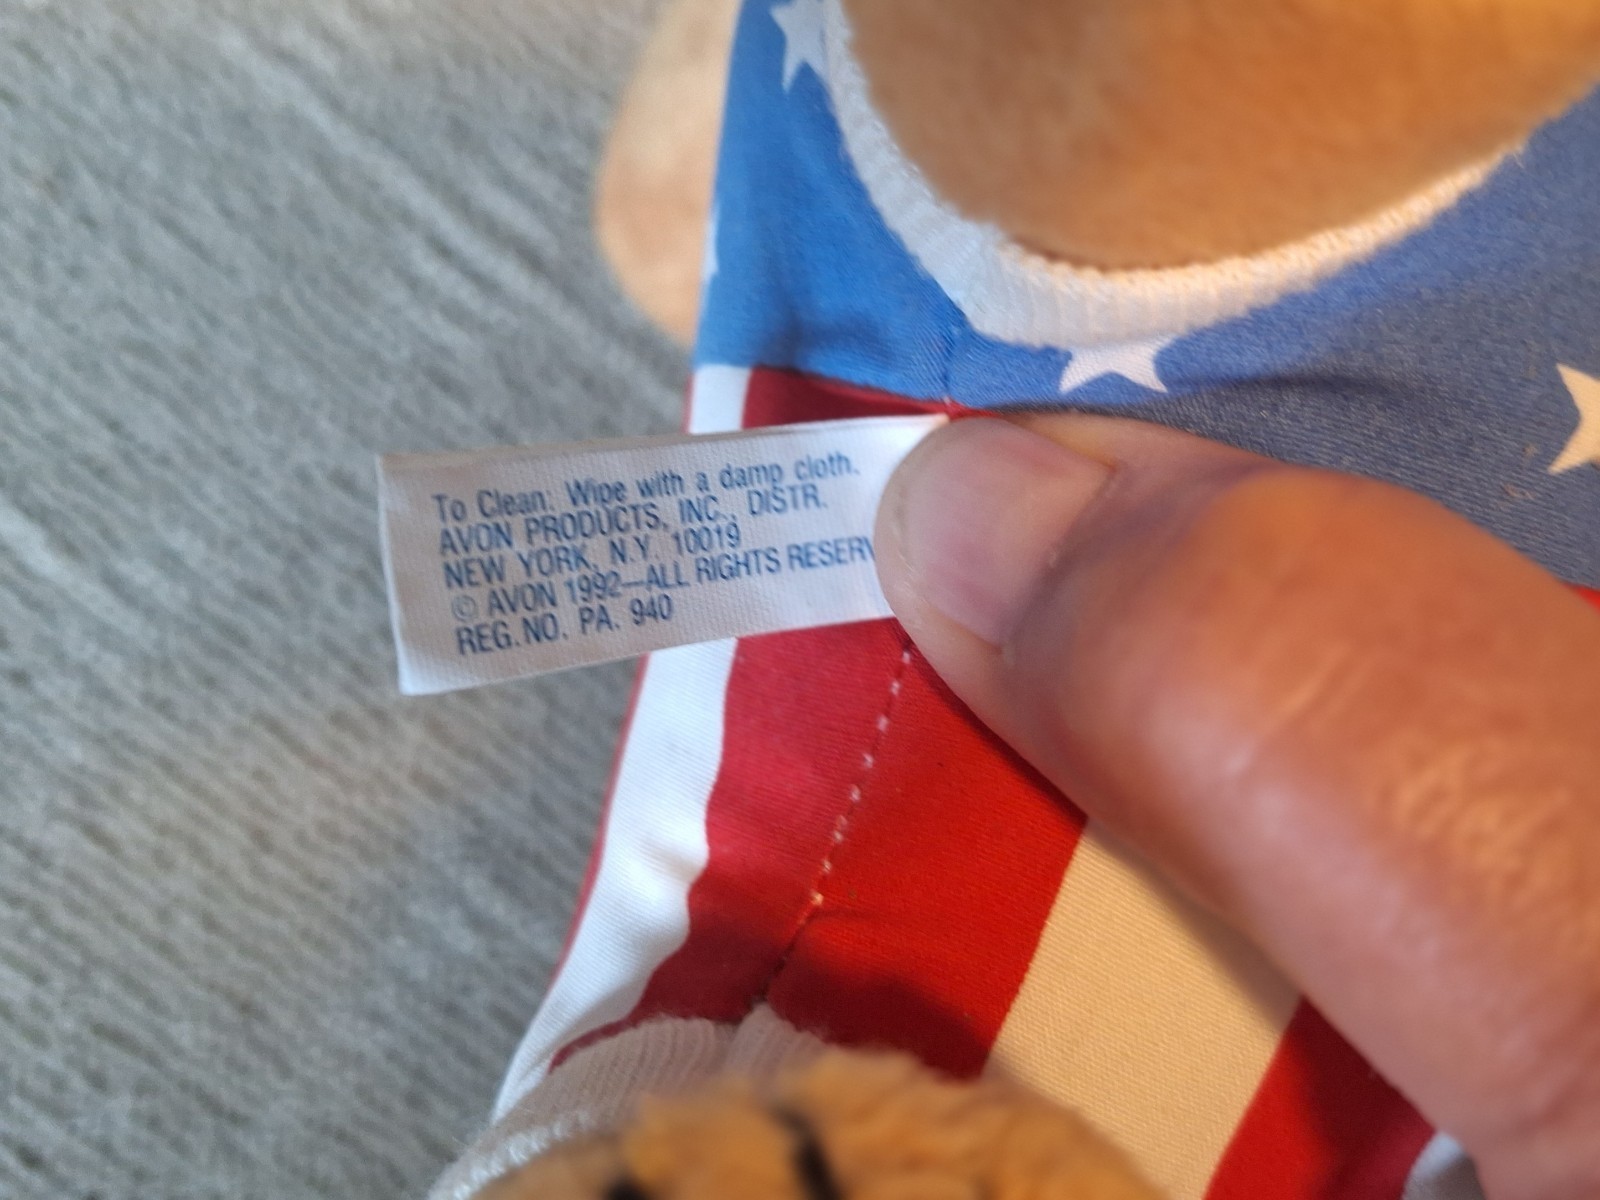 To Clean: Wipe with a damp cloth.
AVON PRODUCTS, INC., DISTR.
NEW YORK, N.Y. 10019
© AVON 1992—ALL RIGHTS RESERV
REG. NO. PA. 940